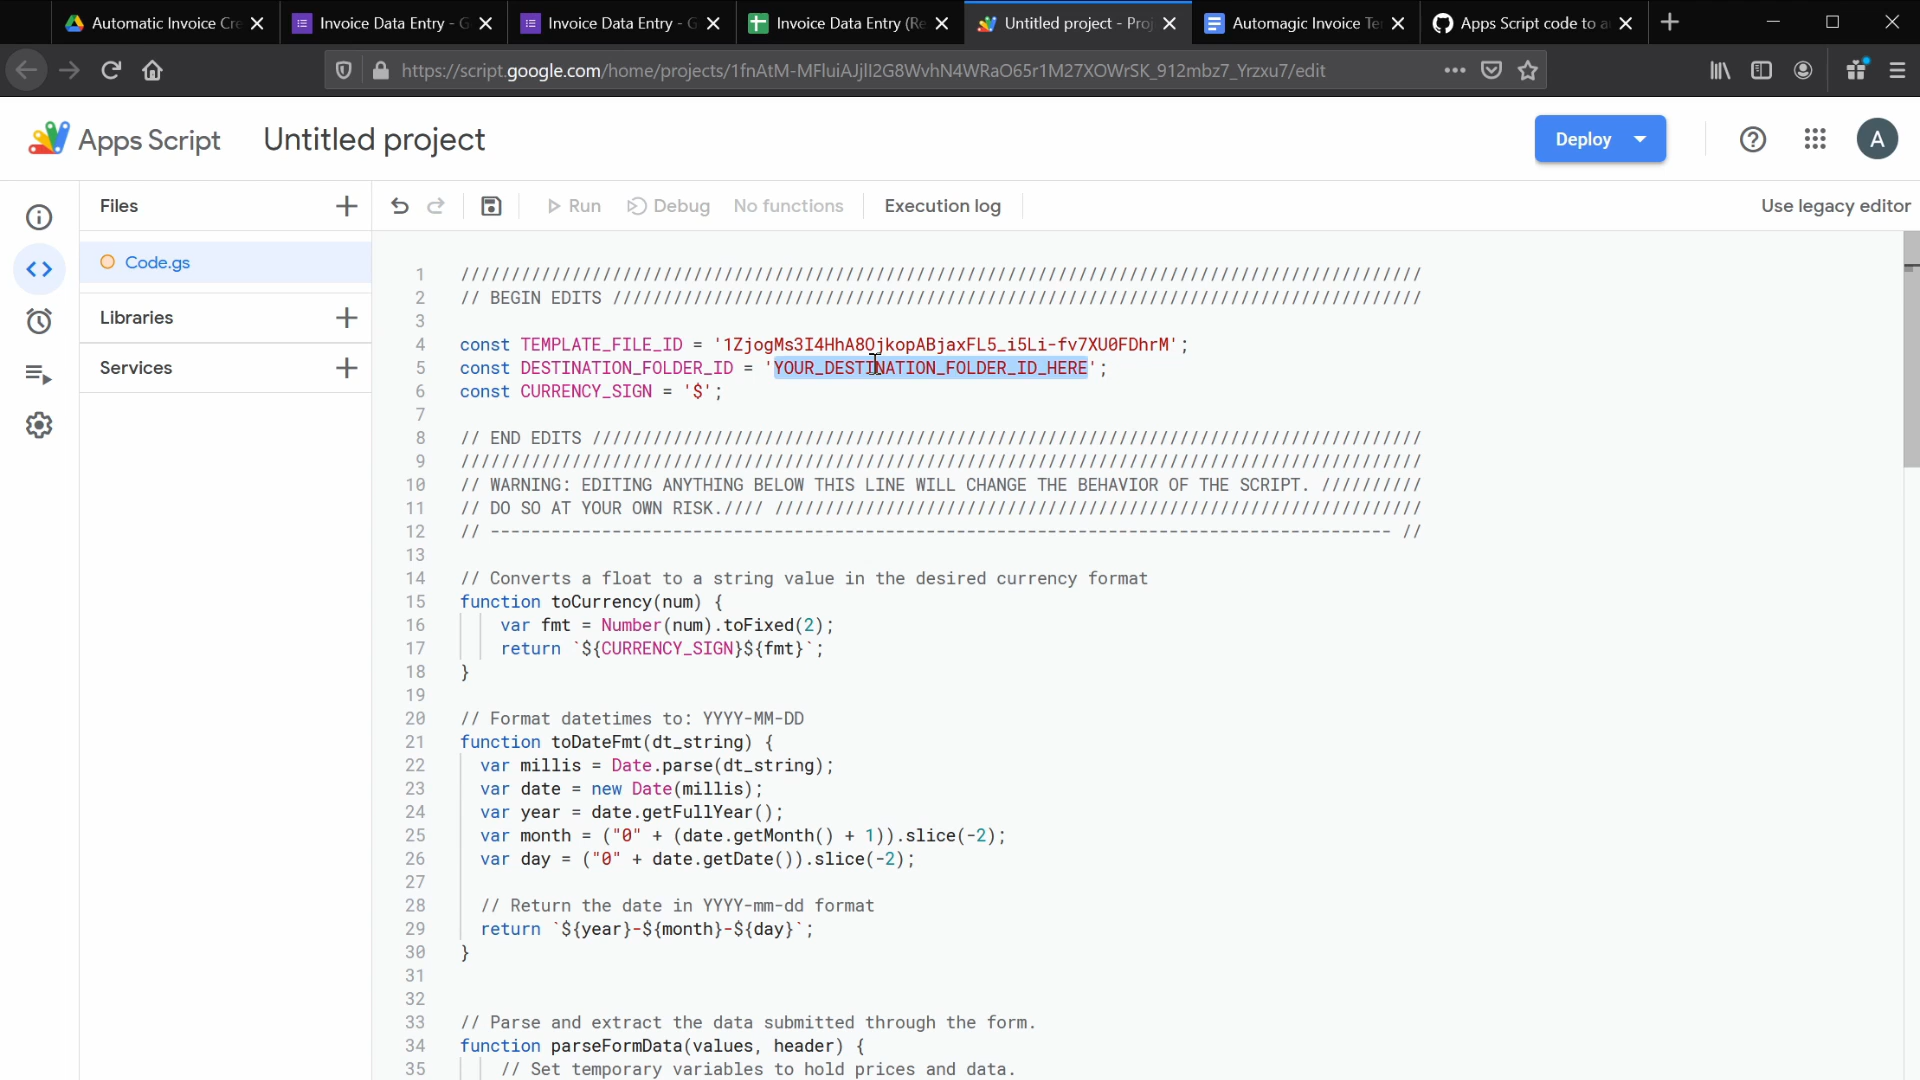 Automatic Invoice Cre
Invoice Data Entry - G
Invoice Data Entry - G
Invoice Data Entry (Re
Untitled project - Proj
Automagic Invoice Te
Apps Script code to a
https://script.google.com/home/projects/1fnAtM-MFluiAJjlI2G8WvhN4WRaO65r1M27XOWrSK_912mbz7_Yrzxu7/edit
Apps Script
Untitled project
Deploy
A
Files
Run
Debug
No functions
Execution log
Use legacy editor
Code.gs
Libraries
Services
1 ///////////////////////////////////////////////////////////////////////////////////////////////
2 // BEGIN EDITS ////////////////////////////////////////////////////////////////////////////////
3
4 const TEMPLATE_FILE_ID = '1ZjogMs3I4HhA8OjkopABjaxFL5_i5Li-fv7XU0FDhrM';
5 const DESTINATION_FOLDER_ID = 'YOUR_DESTINATION_FOLDER_ID_HERE';
6 const CURRENCY_SIGN = '$';
7
8 // END EDITS //////////////////////////////////////////////////////////////////////////////////
9 ///////////////////////////////////////////////////////////////////////////////////////////////
10 // WARNING: EDITING ANYTHING BELOW THIS LINE WILL CHANGE THE BEHAVIOR OF THE SCRIPT. //////////
11 // DO SO AT YOUR OWN RISK.//// ////////////////////////////////////////////////////////////////
12 // ----------------------------------------------------------------------------------------- //
13
14 // Converts a float to a string value in the desired currency format
15 function toCurrency(num) {
16 var fmt = Number(num).toFixed(2);
17 return `${CURRENCY_SIGN}${fmt}`;
18 }
19
20 // Format datetimes to: YYYY-MM-DD
21 function toDateFmt(dt_string) {
22 var millis = Date.parse(dt_string);
23 var date = new Date(millis);
24 var year = date.getFullYear();
25 var month = ("0" + (date.getMonth() + 1)).slice(-2);
26 var day = ("0" + date.getDate()).slice(-2);
27
28 // Return the date in YYYY-mm-dd format
29 return `${year}-${month}-${day}`;
30 }
31
32
33 // Parse and extract the data submitted through the form.
34 function parseFormData(values, header) {
35 // Set temporary variables to hold prices and data.